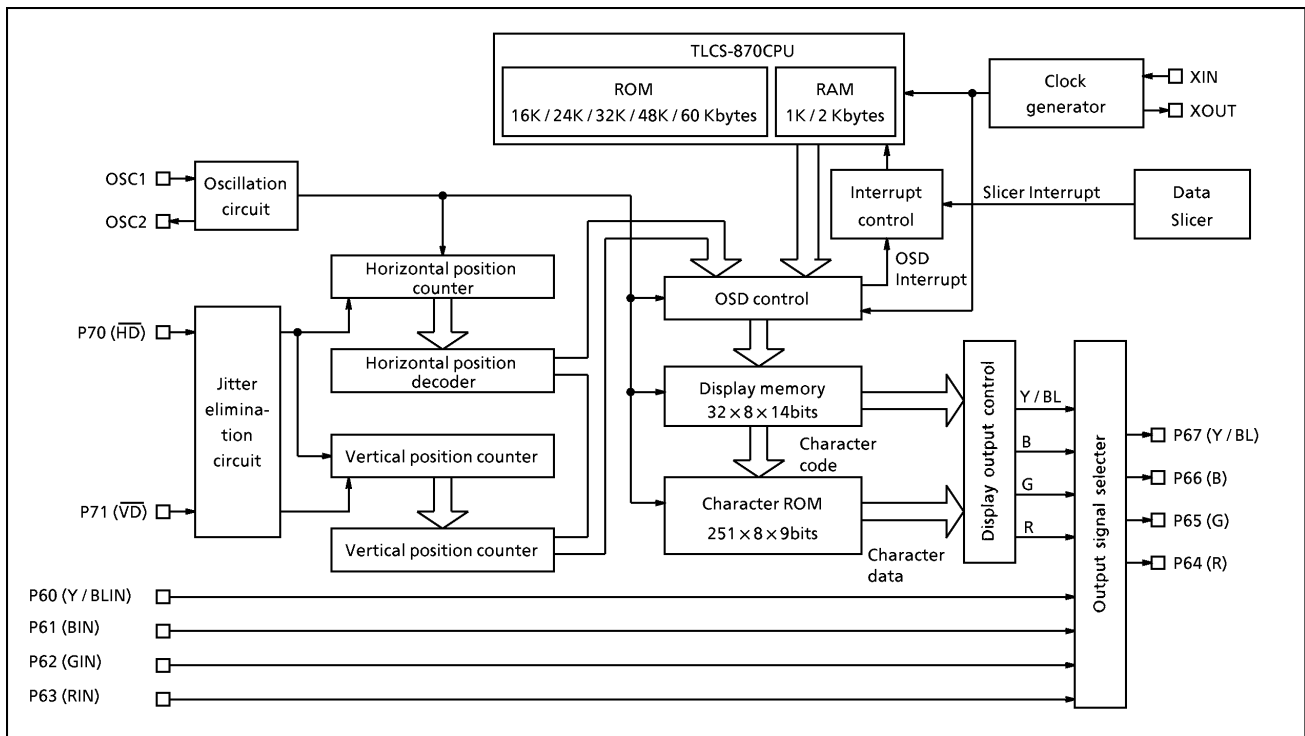 TLCS-870CPU
ROM
16K / 24K / 32K / 48K / 60 Kbytes
RAM
1K / 2 Kbytes
Clock
generator
XIN
XOUT
OSC1
OSC2
Oscillation
circuit
Interrupt
control
Slicer Interrupt
Data
Slicer
OSD
Interrupt
Horizontal position
counter
OSD control
P70 (H̅D̅)
Horizontal position
decoder
Jitter
elimina-
tion
circuit
Display memory
32 × 8 × 14bits
Display output control
Y / BL
B
G
R
Output signal selecter
P67 (Y / BL)
P66 (B)
P65 (G)
P64 (R)
Vertical position counter
Character
code
P71 (V̅D̅)
Character ROM
251 × 8 × 9bits
Vertical position counter
Character
data
P60 (Y / BLIN)
P61 (BIN)
P62 (GIN)
P63 (RIN)